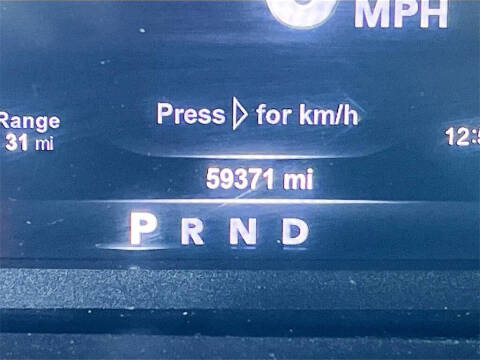 MPH
Press ▷ for km/h
Range
31 mi
59371 mi
P R N D